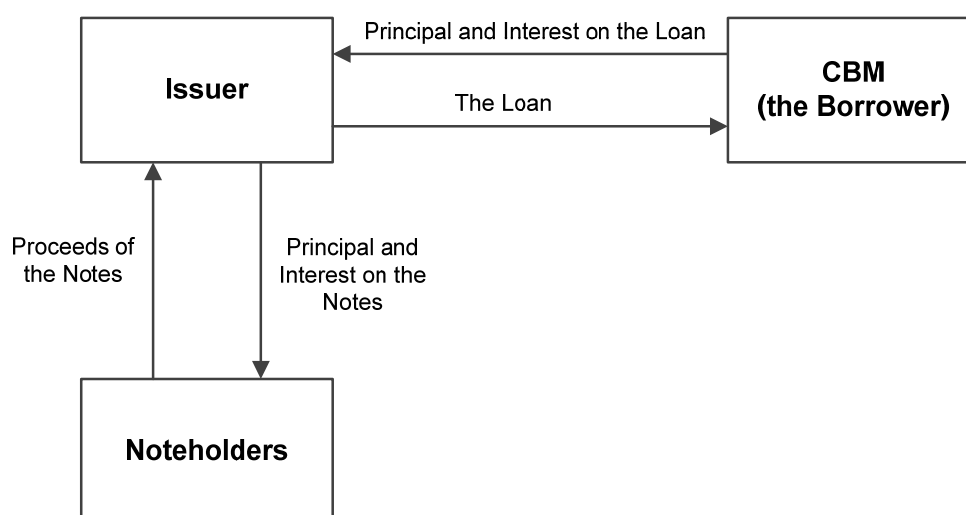 Principal and Interest on the Loan
Issuer
CBM
(the Borrower)
The Loan
Proceeds of
the Notes
Principal and
Interest on the
Notes
Noteholders